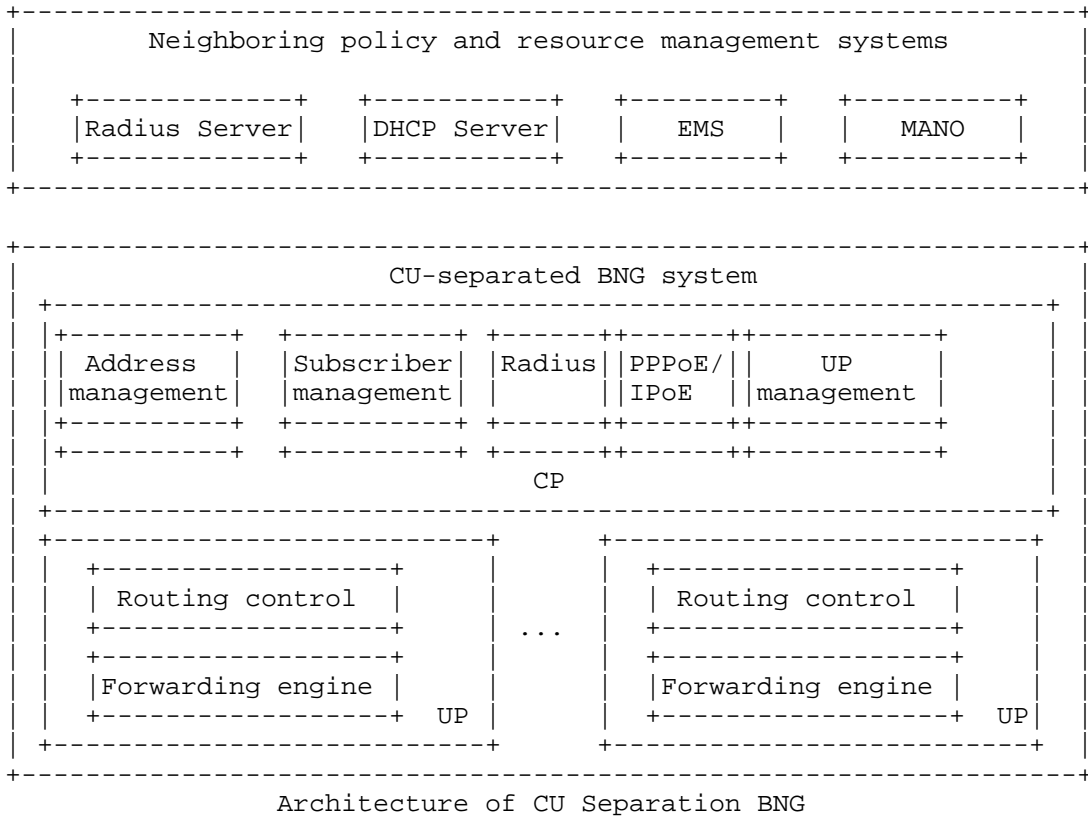 Neighboring policy and resource management systems
Radius Server DHCP Server EMS MANO
CU-separated BNG system
Address Subscriber Radius PPPoE/ UP
management management IPoE management
CP
Routing control Routing control
...
Forwarding engine Forwarding engine
UP UP
Architecture of CU Separation BNG